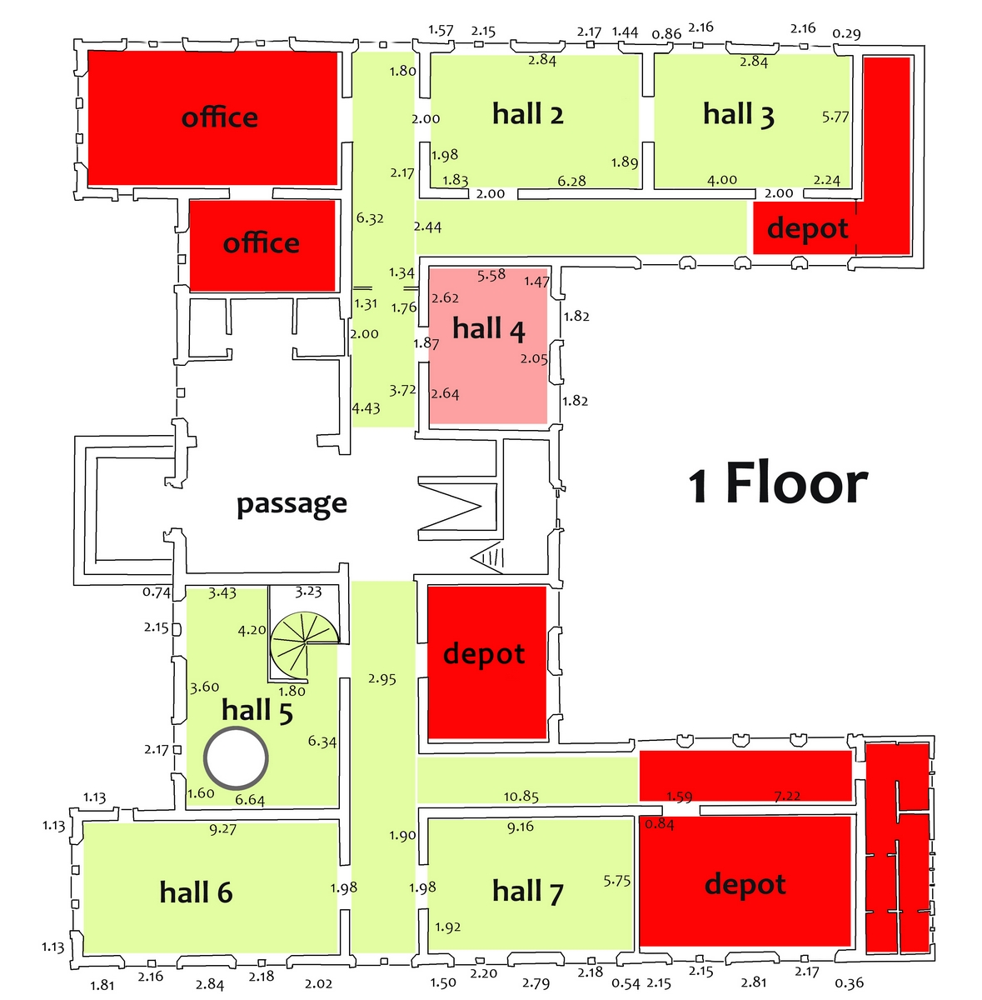 1.57 2.15 2.17 1.44 0.86 2.16 2.16 0.29
2.84 2.84
1.80
office hall 2 hall 3
2.00 5.77
1.98 1.89
2.17 1.83 6.28 4.00 2.24
2.00 2.00
6.32 2.44 depot
office
1.34 5.58 1.47
1.31 1.76 2.62
hall 4 1.82
2.00 1.87
2.05
3.72 2.64 1.82
4.43
1 Floor
passage
0.74 3.43 3.23
2.15 4.20
depot
2.95
3.60 1.80
hall 5
2.17 6.34
1.60 6.64 10.85 1.59 7.22
1.13
1.13 9.27 1.90 9.16 0.84
hall 6 1.98 1.98 hall 7 5.75 depot
1.92
1.13
2.16 2.18 2.20 2.18 2.15 2.17
1.81 2.84 2.02 1.50 2.79 0.54 2.15 2.81 0.36